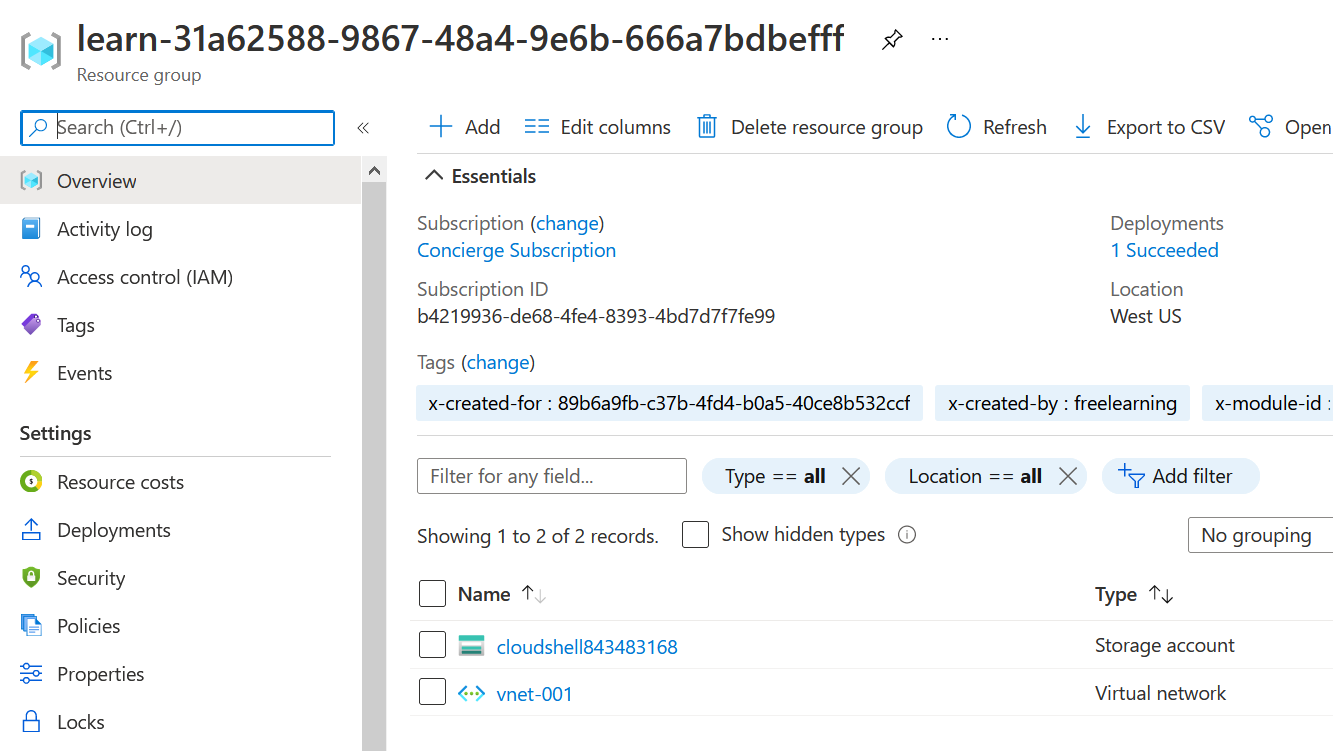 learn-31a62588-9867-48a4-9e6b-666a7bdbefff
Resource group
Search (Ctrl+/)
Overview
Activity log
Access control (IAM)
Tags
Events
Settings
Resource costs
Deployments
Security
Policies
Properties
Locks
Add Edit columns Delete resource group Refresh Export to CSV Open
Essentials
Subscription (change)
Concierge Subscription
Subscription ID
b4219936-de68-4fe4-8393-4bd7d7f7fe99
Deployments
1 Succeeded
Location
West US
Tags (change)
x-created-for : 89b6a9fb-c37b-4fd4-b0a5-40ce8b532ccf x-created-by : freelearning x-module-id :
Filter for any field... Type == all Location == all Add filter
Showing 1 to 2 of 2 records. Show hidden types No grouping
Name Type
cloudshell843483168 Storage account
vnet-001 Virtual network